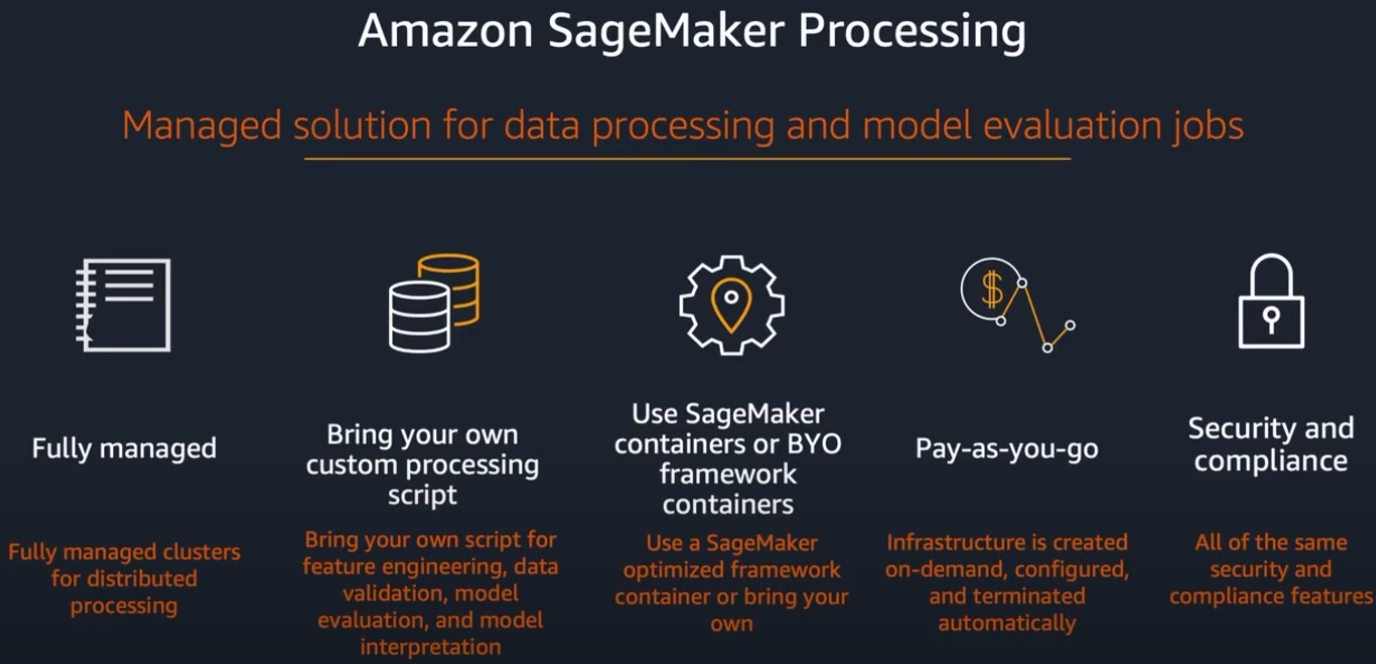 Amazon SageMaker Processing
Managed solution for data processing and model evaluation jobs
Fully managed
Fully managed clusters
for distributed
processing
Bring your own
custom processing
script
Bring your own script for
feature engineering, data
validation, model
evaluation, and model
interpretation
Use SageMaker
containers or BYO
framework
containers
Use a SageMaker
optimized framework
container or bring your
own
$
Pay-as-you-go
Infrastructure is created
on-demand, configured,
and terminated
automatically
Security and
compliance
All of the same
security and
compliance features